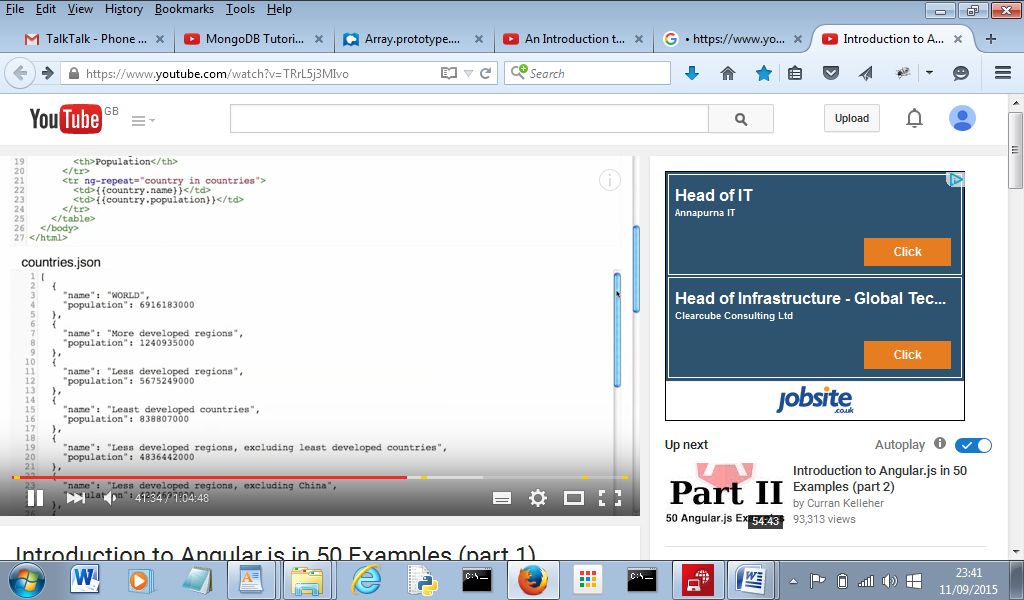 File Edit View History Bookmarks Tools Help
TalkTalk - Phone ... MongoDB Tutori... Array.prototype.... An Introduction t... • https://www.yo... Introduction to A...
https://www.youtube.com/watch?v=TRrL5j3MIvo Search
YouTube GB Upload
19 <th>Population</th>
20 </tr>
21 <tr ng-repeat="country in countries">
22 <td>{{country.name}}</td>
23 <td>{{country.population}}</td>
24 </tr>
25 </table>
26 </body>
27 </html>
countries.json
1 [
2 {
3 "name": "WORLD",
4 "population": 6916183000
5 },
6 {
7 "name": "More developed regions",
8 "population": 1240935000
9 },
10 {
11 "name": "Less developed regions",
12 "population": 5675249000
13 },
14 {
15 "name": "Least developed countries",
16 "population": 838807000
17 },
18 {
19 "name": "Less developed regions, excluding least developed countries",
20 "population": 4836442000
21 },
"name": "Less developed regions, excluding China",
41:34 / 1:04:48
Introduction to Angular.js in 50 Examples (part 1)
Head of IT
Annapurna IT
Click
Head of Infrastructure - Global Tec...
Clearcube Consulting Ltd
Click
jobsite
.co.uk
Up next Autoplay
Part II
50 Angular.js
54:43
Introduction to Angular.js in 50
Examples (part 2)
by Curran Kelleher
93,313 views
23:41
11/09/2015